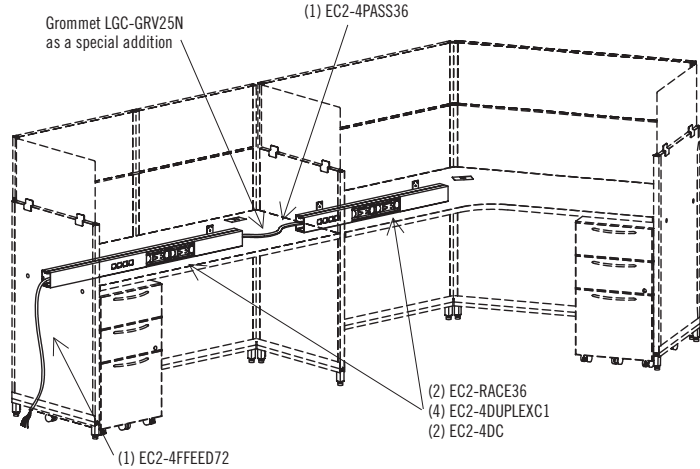 Grommet LGC-GRV25N
as a special addition
(1) EC2-4PASS36
(2) EC2-RACE36
(4) EC2-4DUPLEXC1
(2) EC2-4DC
(1) EC2-4FFEED72